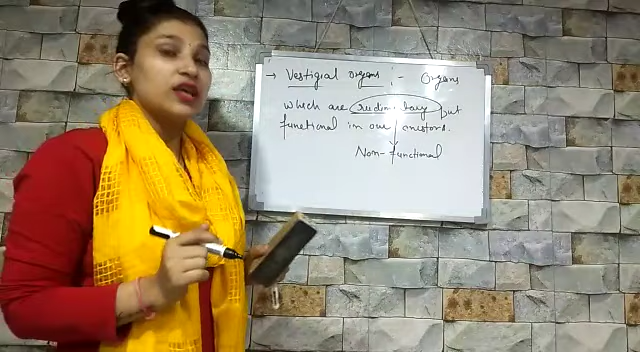 → Vestigial organs :- Organs
which are rudimentary but
functional in our ancestors.
Non-functional